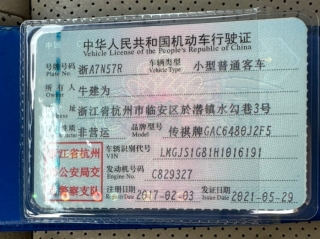 中华人民共和国机动车行驶证
Vehicle License of the People's Republic of China
号牌号码 浙A7N57R 车辆类型 小型普通客车
Plate No. Vehicle Type
所有人 牛建为
住址 浙江省杭州市临安区於潜镇水勾巷3号
使用性质 非营运 品牌型号 传祺牌GAC6480J2F5
浙江省杭州市公安局交警察支队
车辆识别代号 LMGJS1G81H1016191
VIN
发动机号码 C829327
Engine No.
注册日期 2017-02-03 发证日期 2021-05-29
Register Date Issue Date